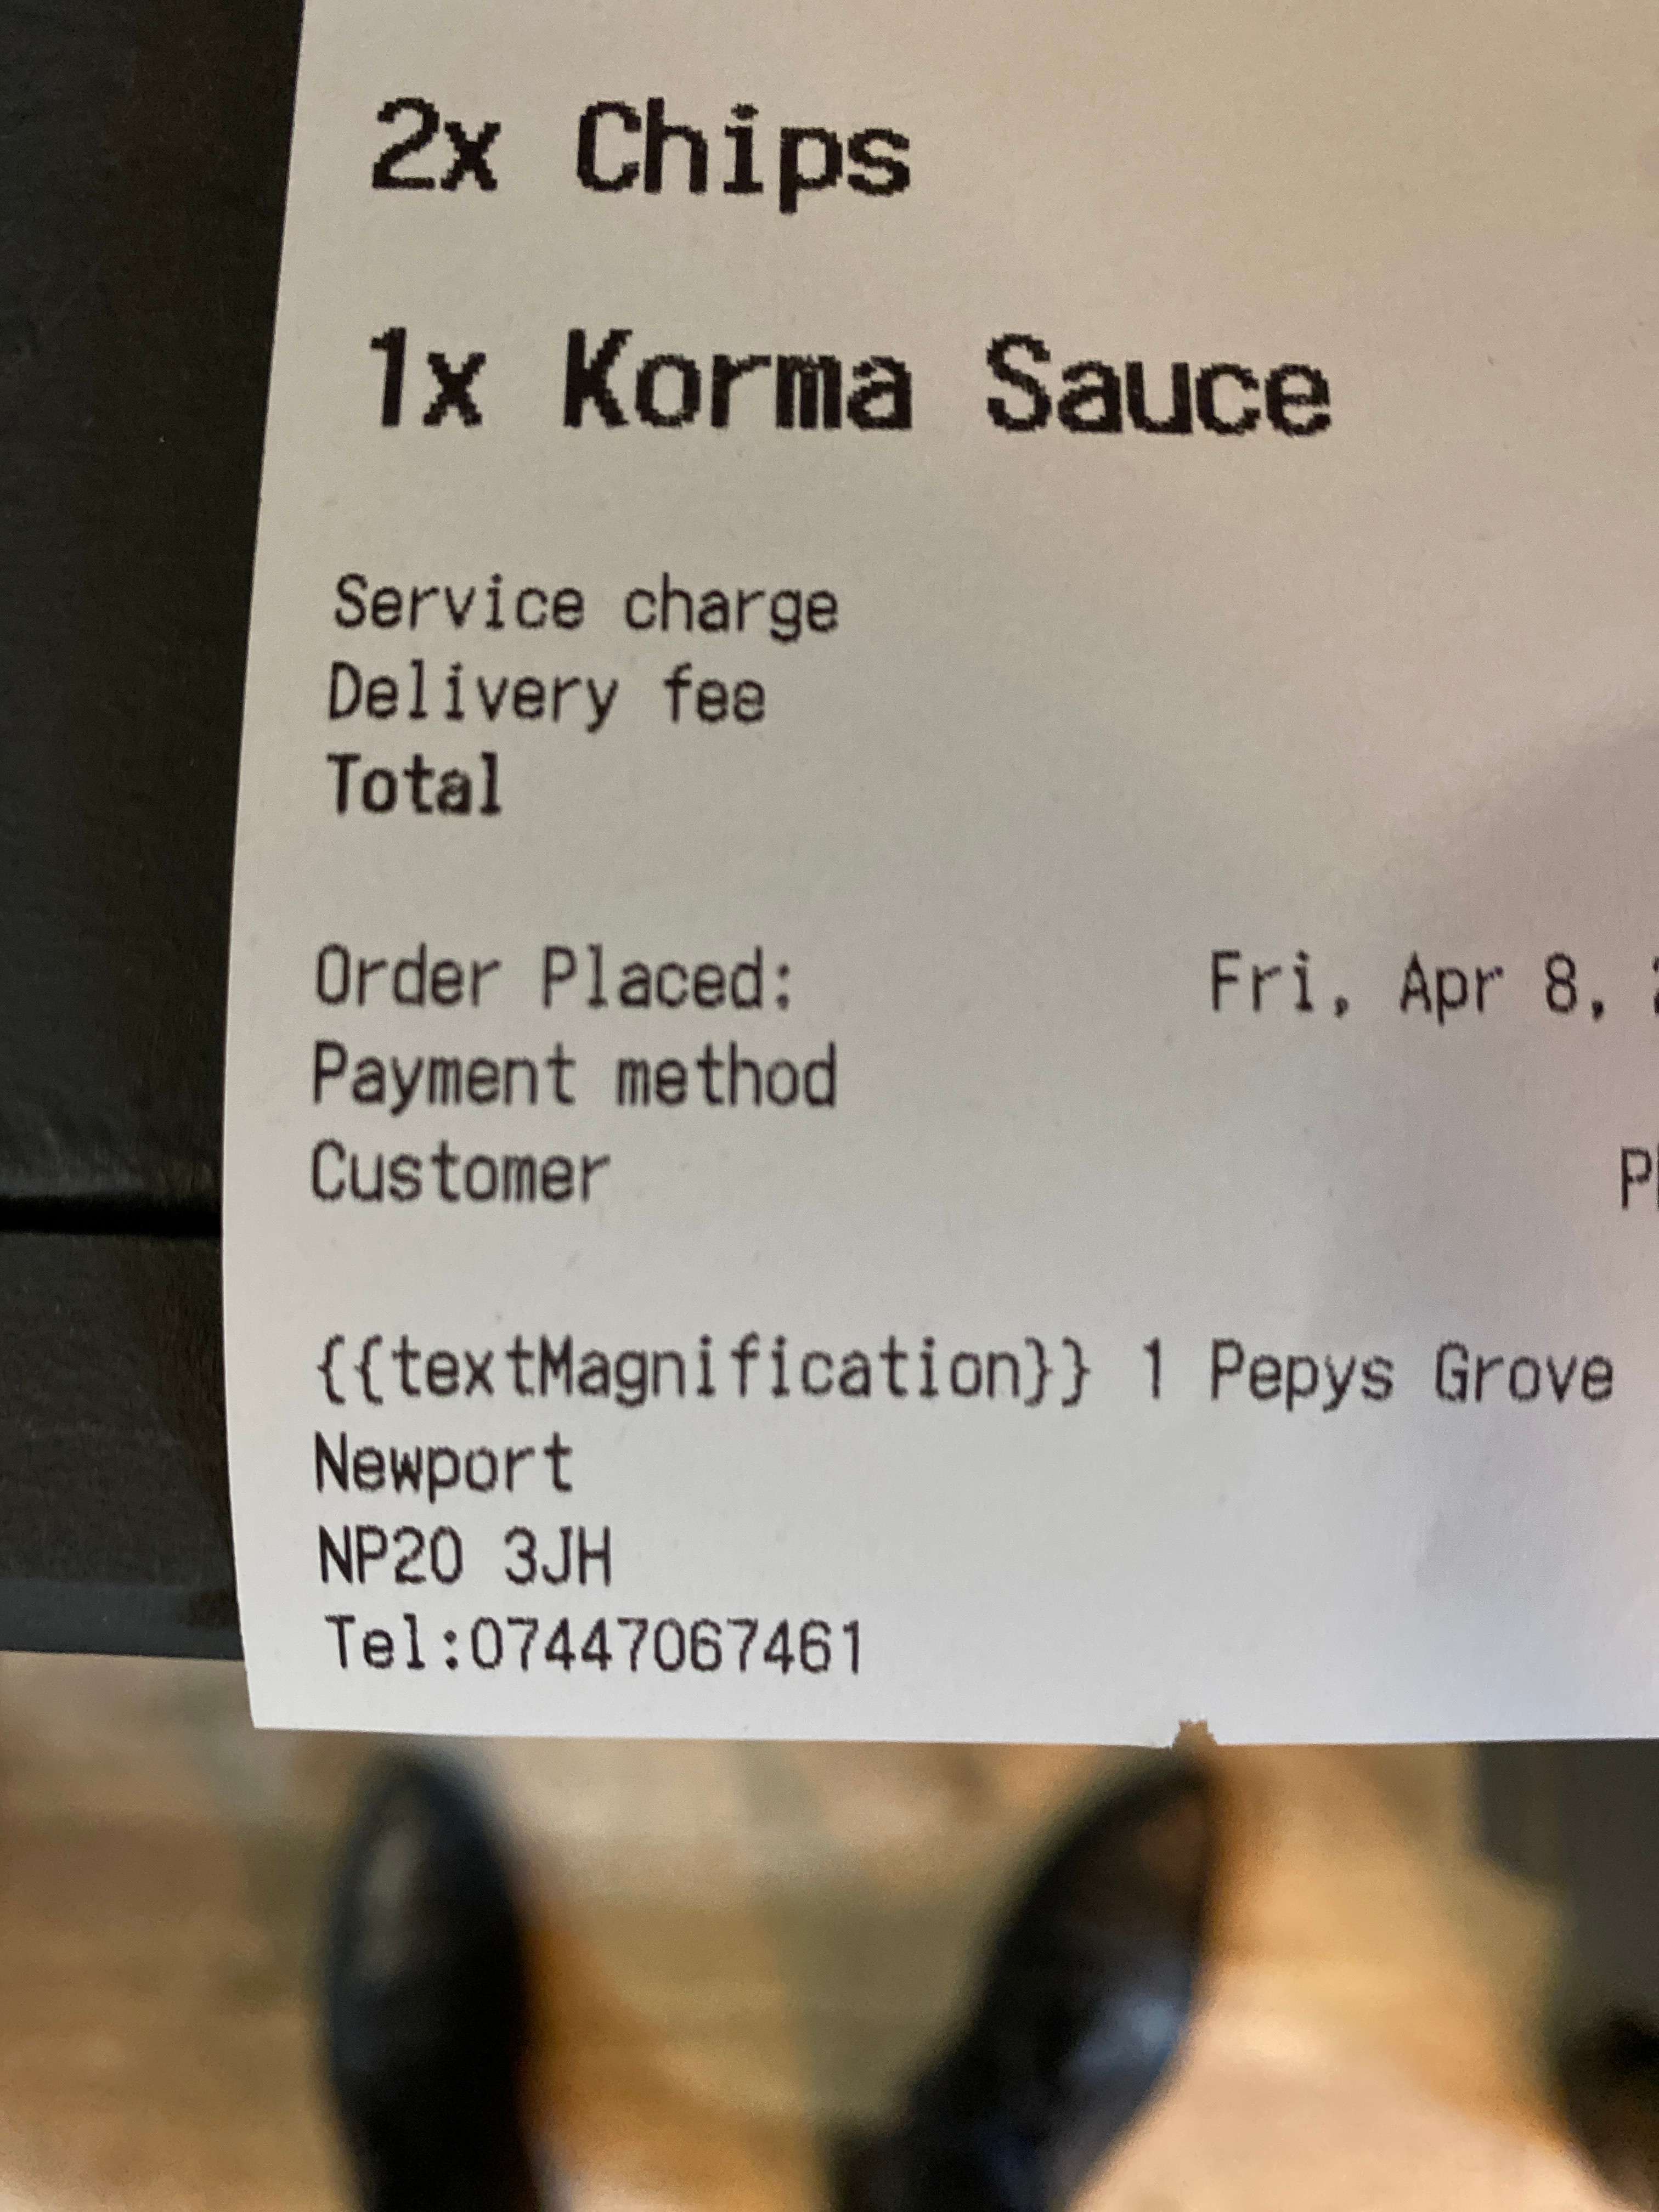 2x Chips
1x Korma Sauce
Service charge
Delivery fee
Total
Order Placed: Fri, Apr 8,
Payment method
Customer
{{textMagnification}} 1 Pepys Grove
Newport
NP20 3JH
Tel:07447067461